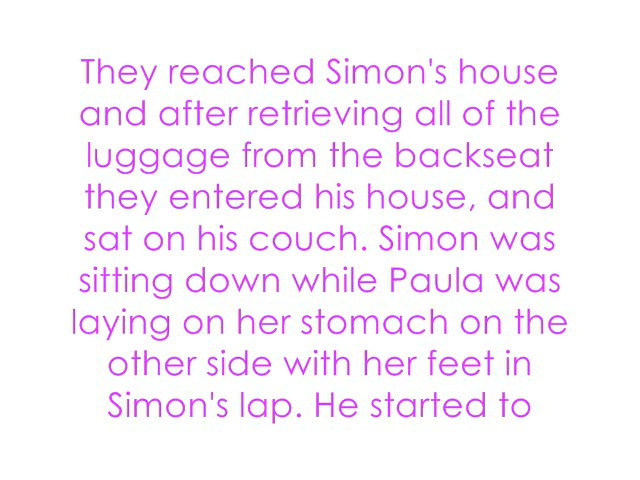 They reached Simon's house
and after retrieving all of the
luggage from the backseat
they entered his house, and
sat on his couch. Simon was
sitting down while Paula was
laying on her stomach on the
other side with her feet in
Simon's lap. He started to